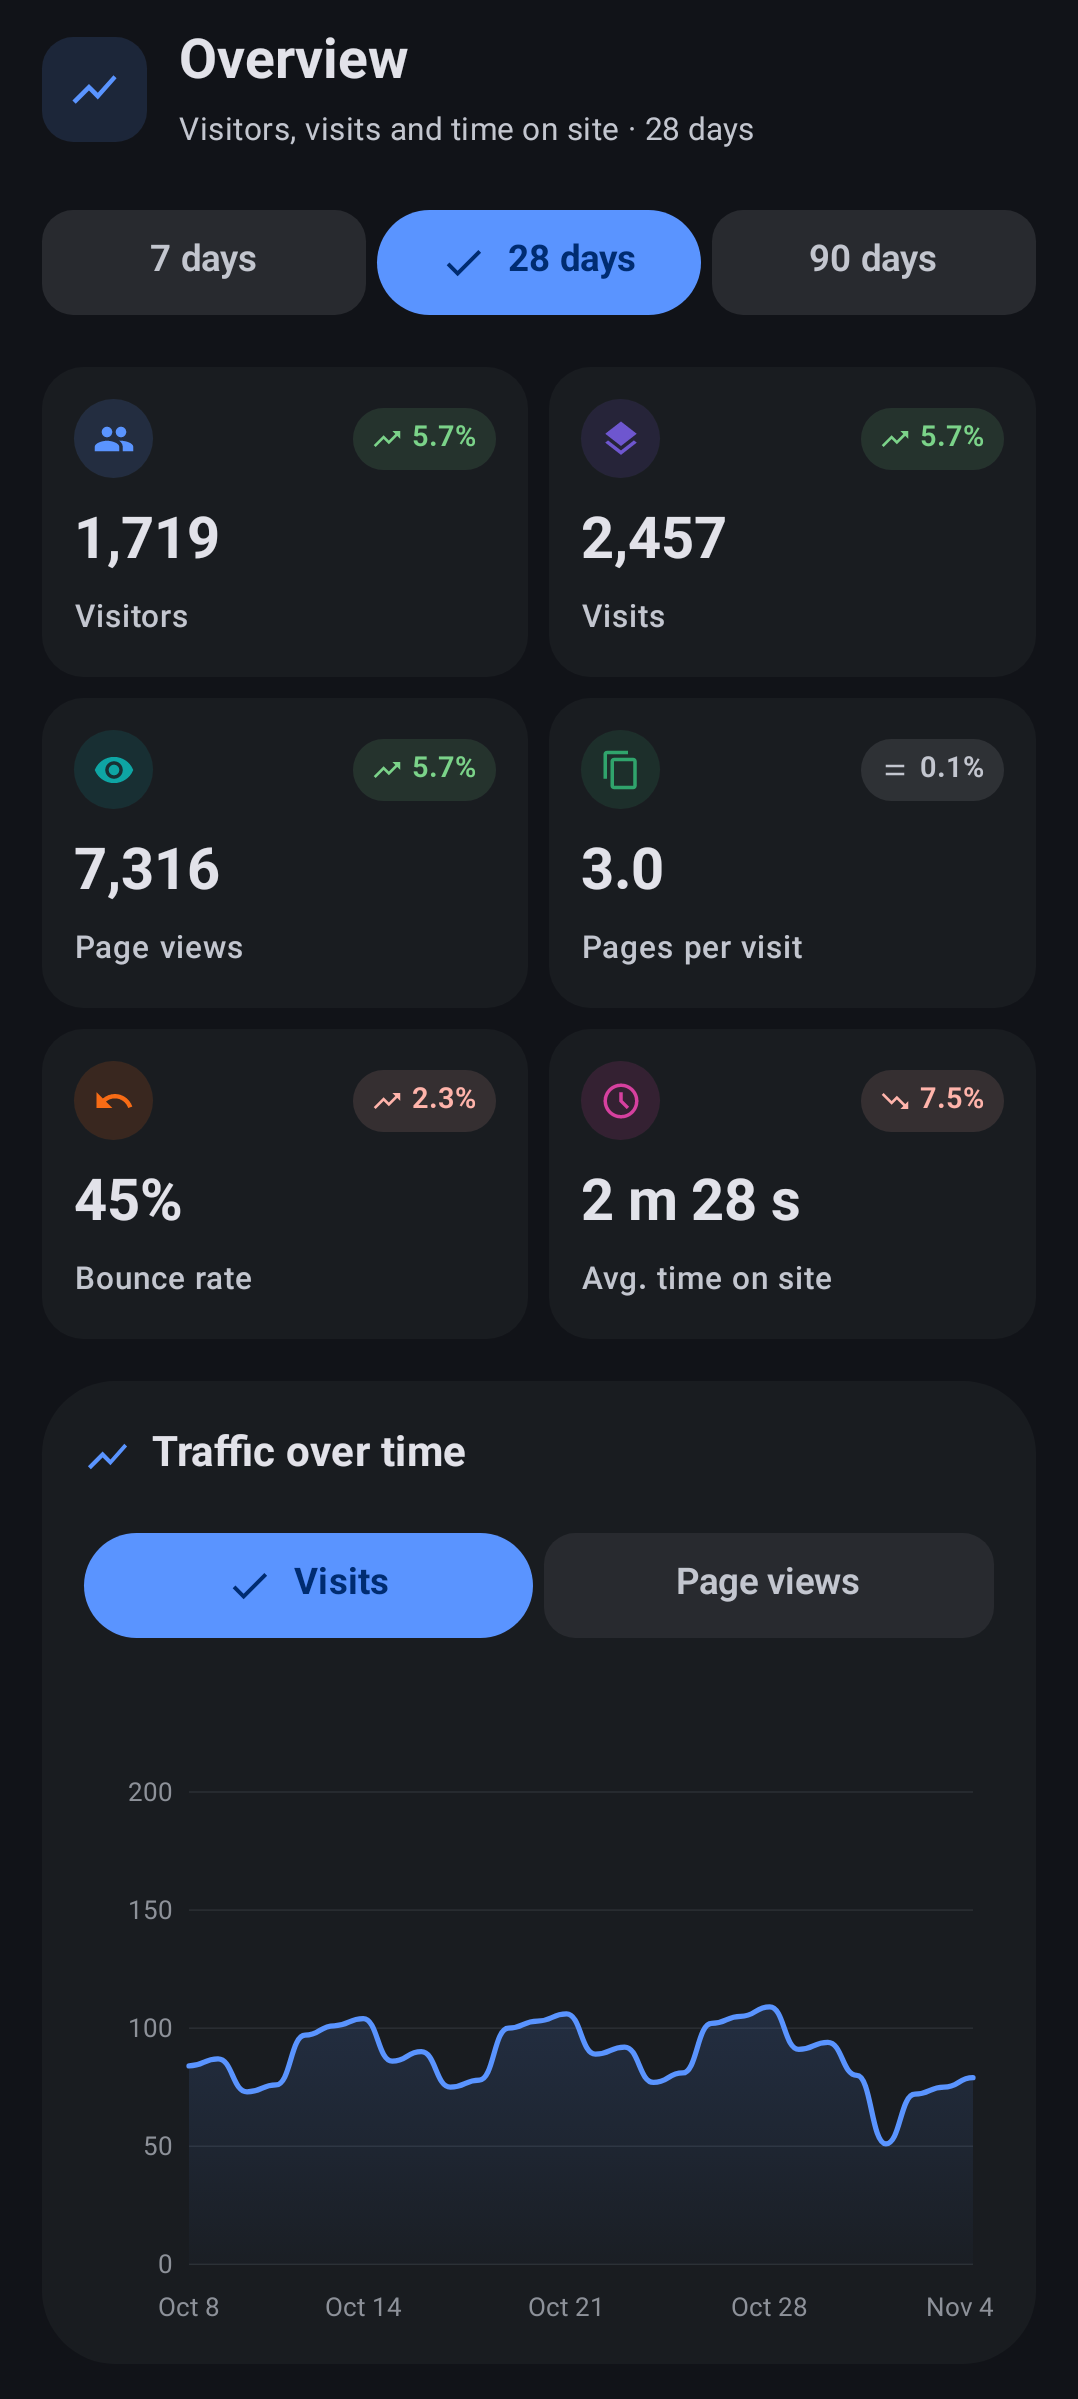 Overview
Visitors, visits and time on site · 28 days
7 days
28 days
90 days
5.7%
1,719
Visitors
5.7%
2,457
Visits
5.7%
7,316
Page views
0.1%
3.0
Pages per visit
2.3%
45%
Bounce rate
7.5%
2 m 28 s
Avg. time on site
Traffic over time
Visits
Page views
200
150
100
50
0
Oct 8
Oct 14
Oct 21
Oct 28
Nov 4